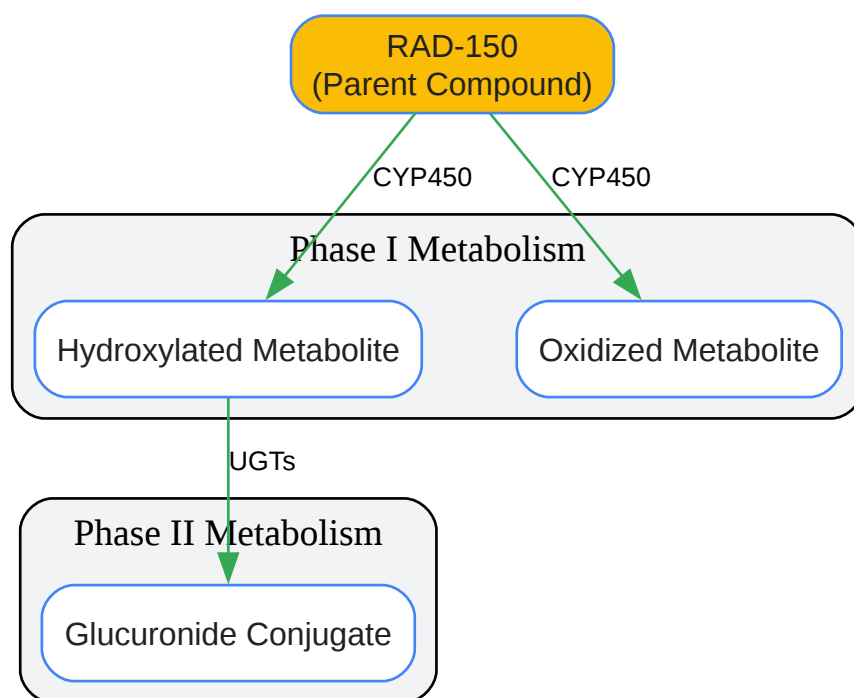 RAD-150
(Parent Compound)
CYP450
CYP450
Phase I Metabolism
Hydroxylated Metabolite
Oxidized Metabolite
UGTs
Phase II Metabolism
Glucuronide Conjugate